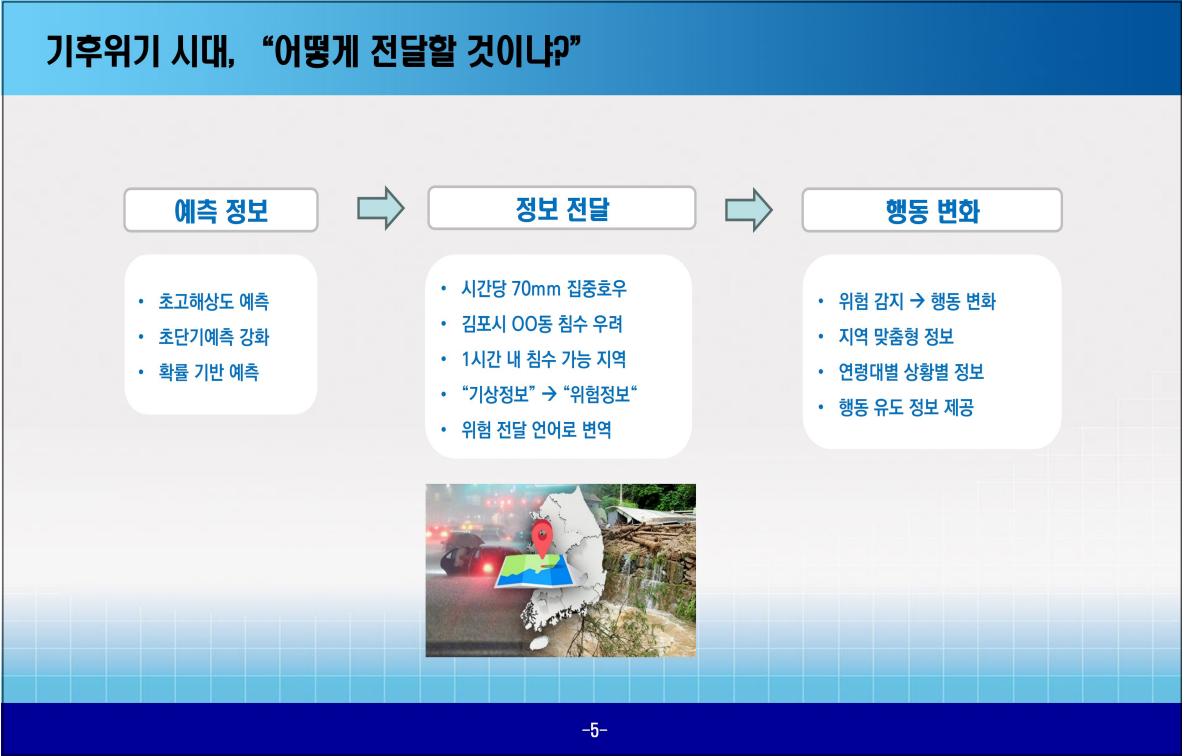 기후위기 시대, “어떻게 전달할 것이냐?”
예측 정보
• 초고해상도 예측
• 초단기예측 강화
• 확률 기반 예측
정보 전달
• 시간당 70mm 집중호우
• 김포시 OO동 침수 우려
• 1시간 내 침수 가능 지역
• “기상정보” → “위험정보“
• 위험 전달 언어로 변역
행동 변화
• 위험 감지 → 행동 변화
• 지역 맞춤형 정보
• 연령대별 상황별 정보
• 행동 유도 정보 제공
-5-